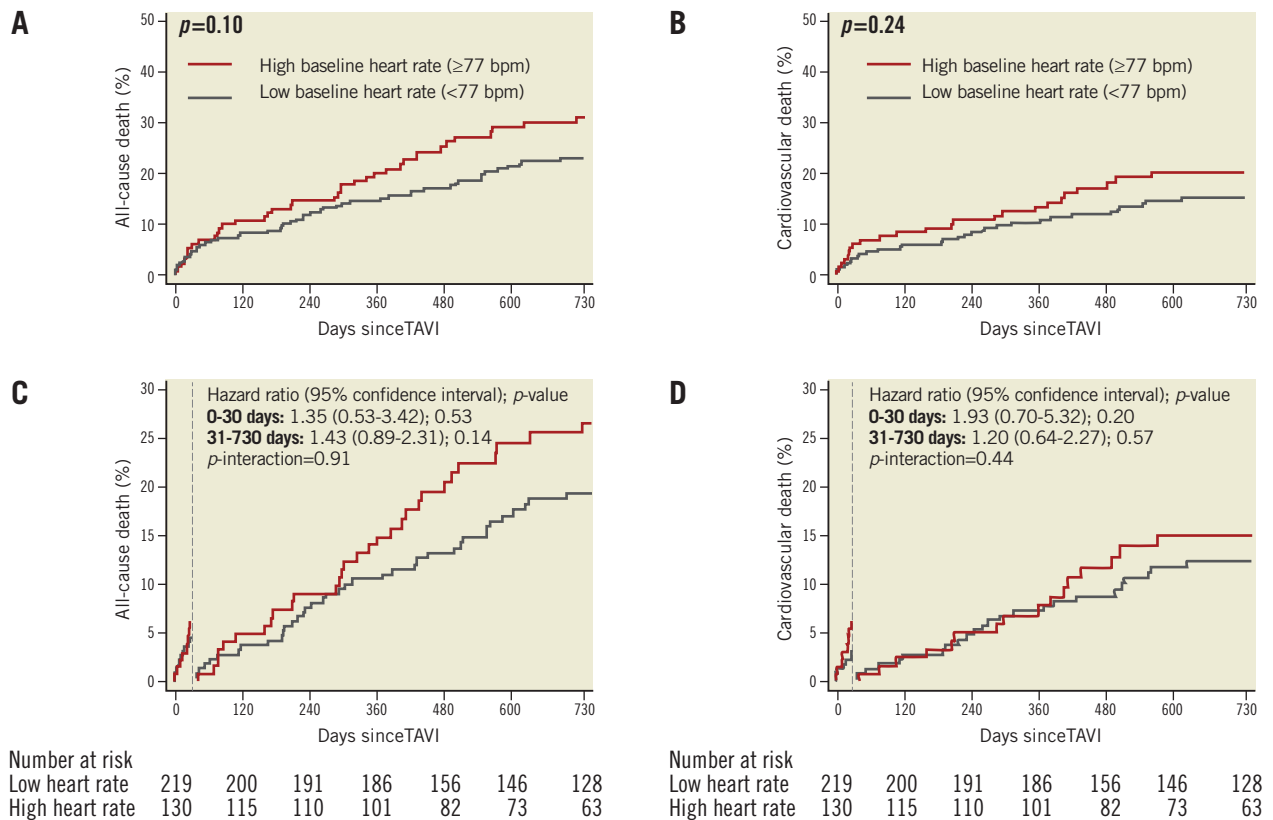 A
p=0.10
High baseline heart rate (≥77 bpm)
Low baseline heart rate (<77 bpm)
All-cause death (%)
50
40
30
20
10
0
0 120 240 360 480 600 730
Days sinceTAVI
B
p=0.24
High baseline heart rate (≥77 bpm)
Low baseline heart rate (<77 bpm)
Cardiovascular death (%)
50
40
30
20
10
0
0 120 240 360 480 600 730
Days sinceTAVI
C
Hazard ratio (95% confidence interval); p-value
0-30 days: 1.35 (0.53-3.42); 0.53
31-730 days: 1.43 (0.89-2.31); 0.14
p-interaction=0.91
All-cause death (%)
30
25
20
15
10
5
0
0 120 240 360 480 600 730
Days sinceTAVI
Number at risk
Low heart rate 219 200 191 186 156 146 128
High heart rate 130 115 110 101 82 73 63
D
Hazard ratio (95% confidence interval); p-value
0-30 days: 1.93 (0.70-5.32); 0.20
31-730 days: 1.20 (0.64-2.27); 0.57
p-interaction=0.44
Cardiovascular death (%)
30
25
20
15
10
5
0
0 120 240 360 480 600 730
Days sinceTAVI
Number at risk
Low heart rate 219 200 191 186 156 146 128
High heart rate 130 115 110 101 82 73 63